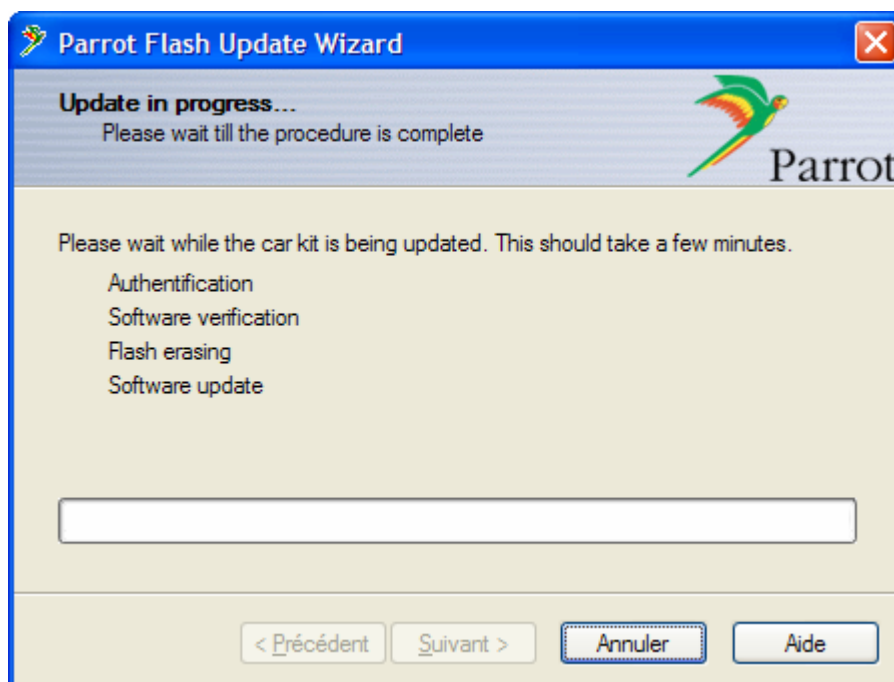 Parrot Flash Update Wizard
Update in progress...
Please wait till the procedure is complete
Parrot
Please wait while the car kit is being updated. This should take a few minutes.
Authentification
Software verification
Flash erasing
Software update
< Précédent Suivant > Annuler Aide